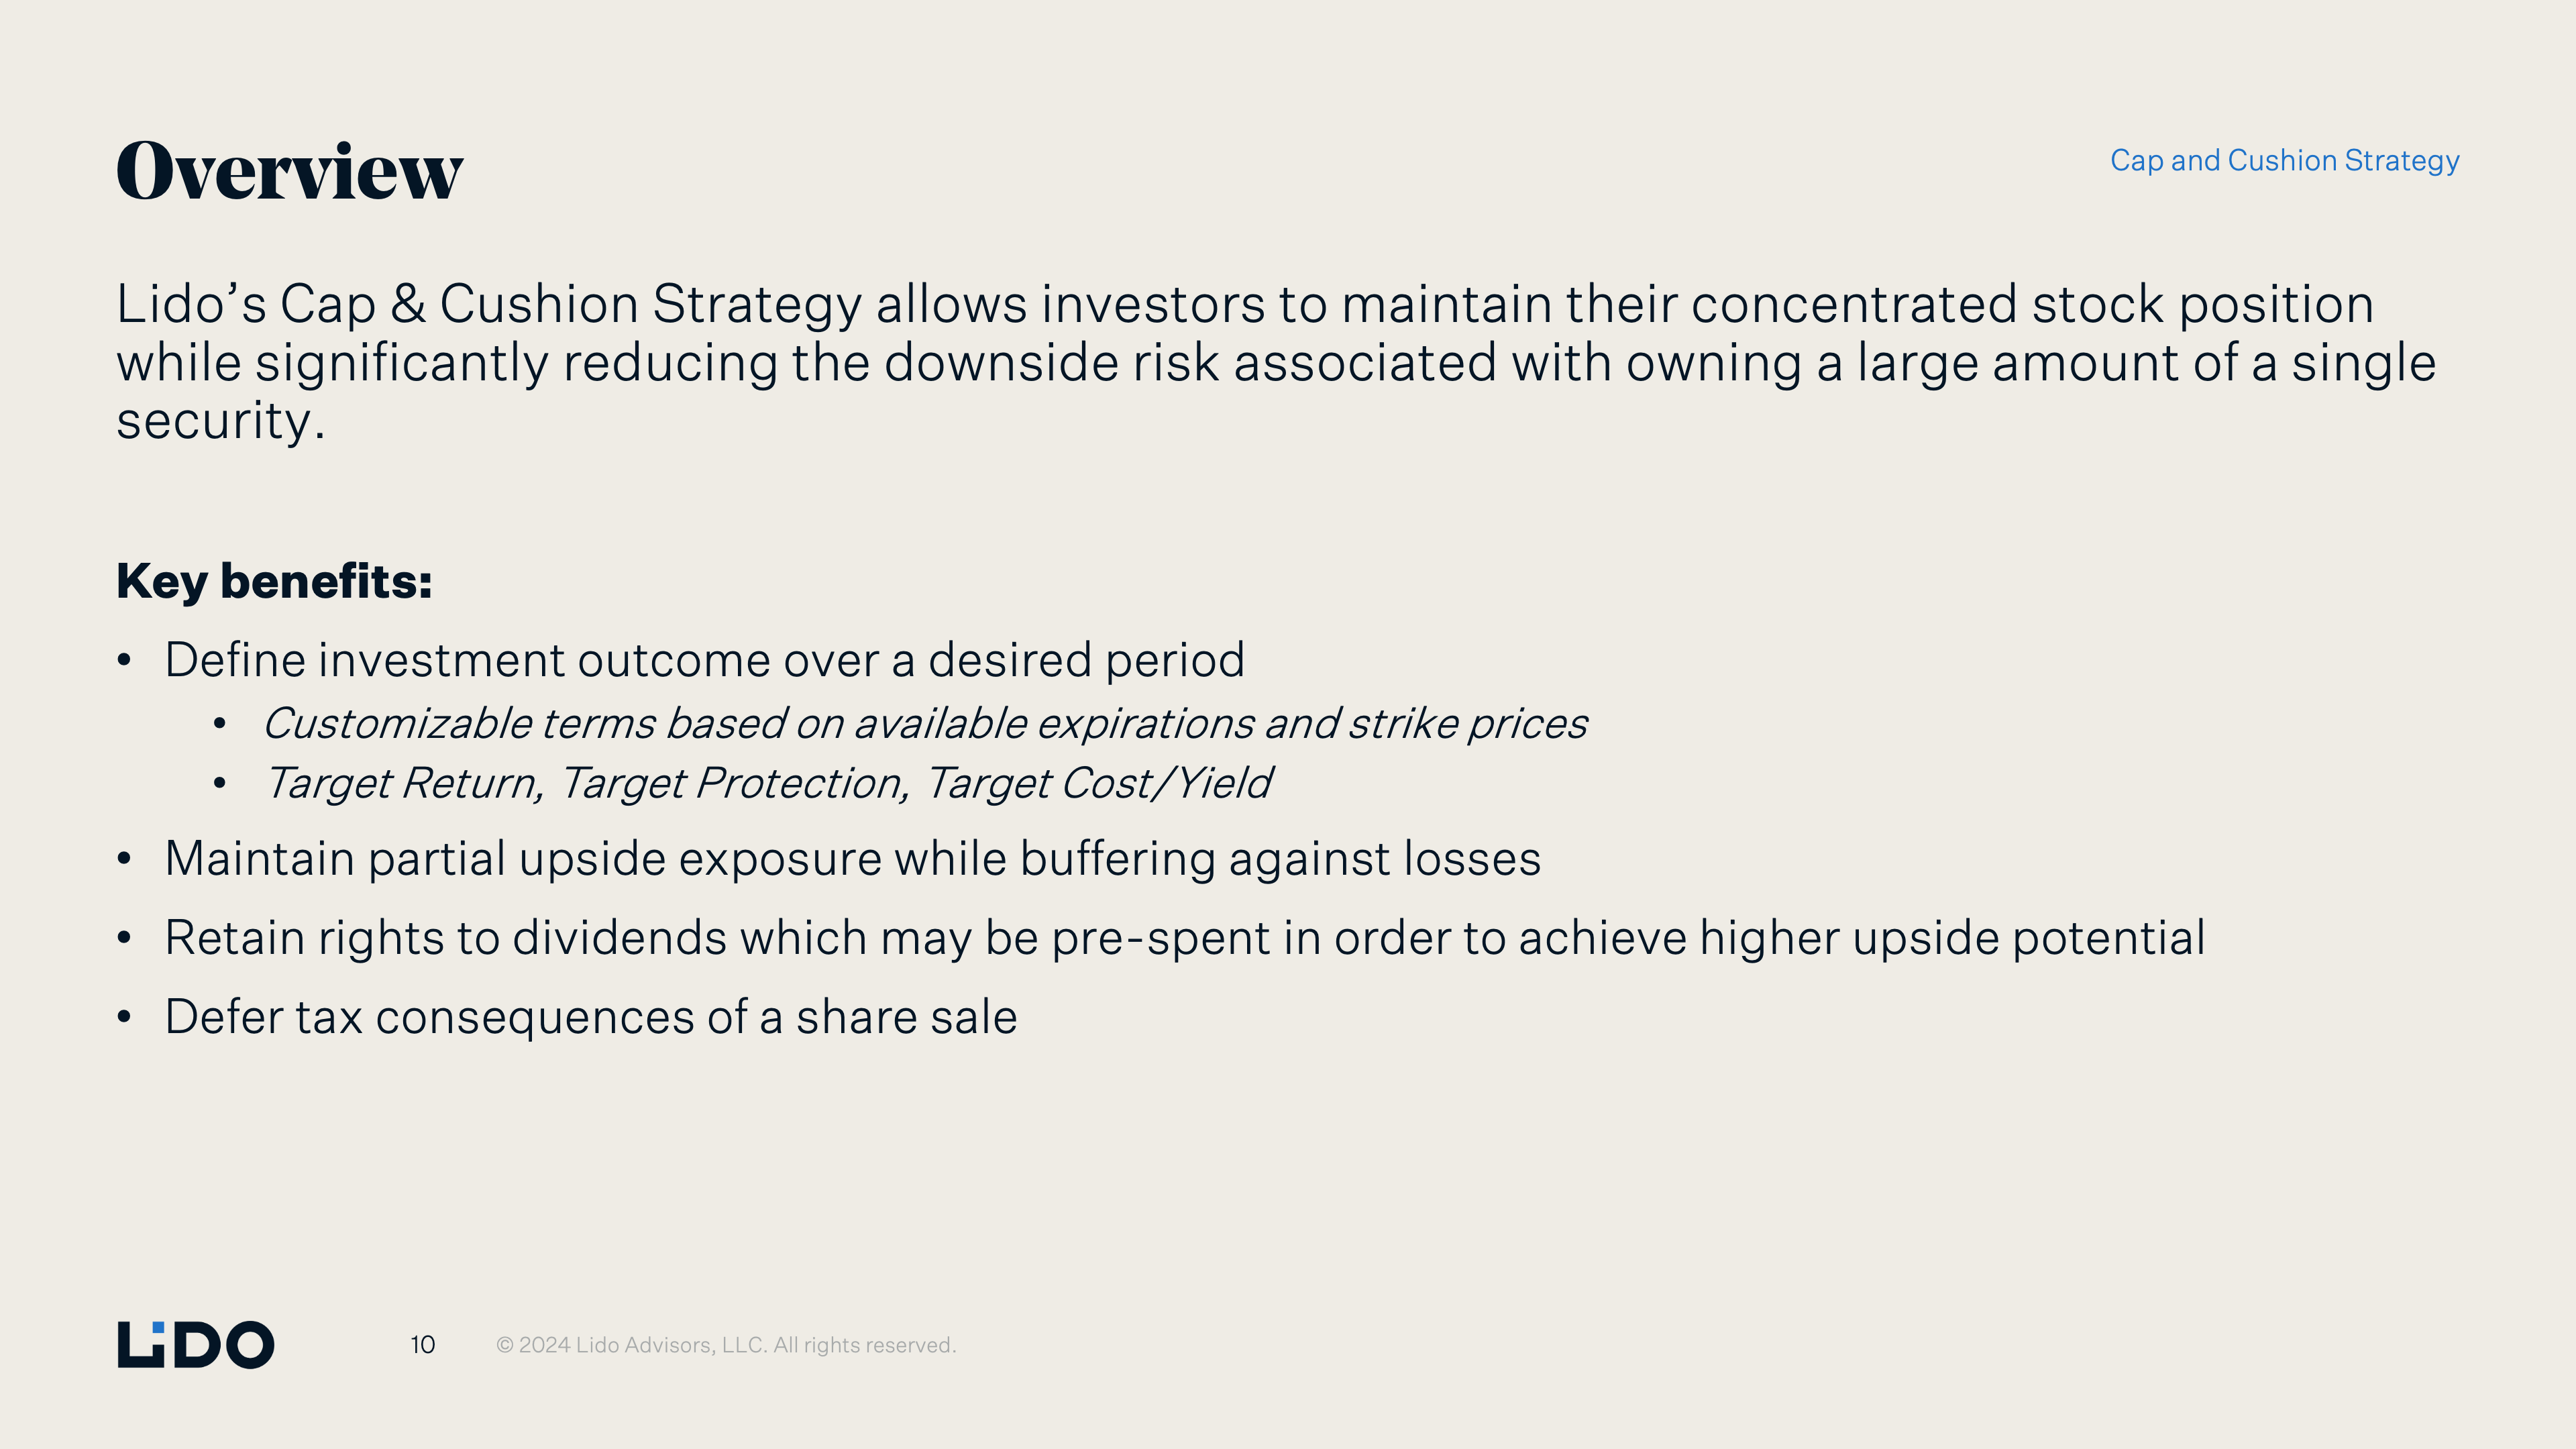 Overview
Cap and Cushion Strategy
Lido’s Cap & Cushion Strategy allows investors to maintain their concentrated stock position
while significantly reducing the downside risk associated with owning a large amount of a single
security.
Key benefits:
• Define investment outcome over a desired period
• Customizable terms based on available expirations and strike prices
• Target Return, Target Protection, Target Cost/Yield
• Maintain partial upside exposure while buffering against losses
• Retain rights to dividends which may be pre-spent in order to achieve higher upside potential
• Defer tax consequences of a share sale
LiDO
10
© 2024 Lido Advisors, LLC. All rights reserved.